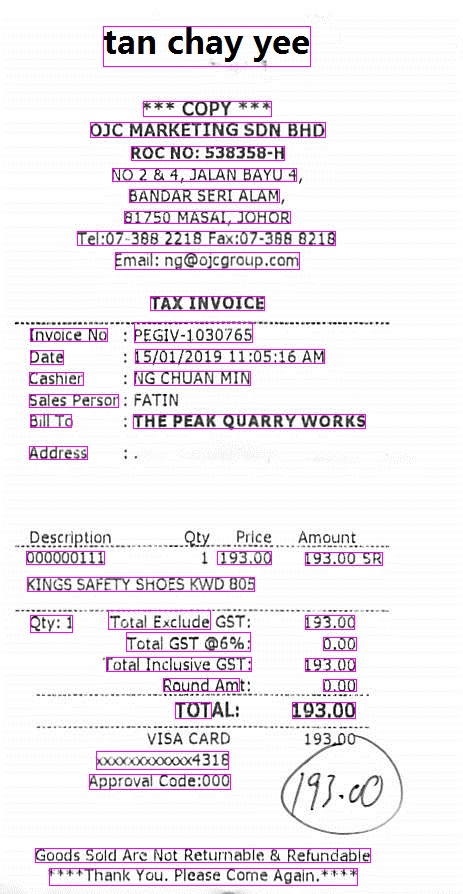 tan chay yee
*** COPY ***
OJC MARKETING SDN BHD
ROC NO: 538358-H
NO 2 & 4, JALAN BAYU 4,
BANDAR SERI ALAM,
81750 MASAI, JOHOR
Tel:07-388 2218 Fax:07-388 8218
Email: ng@ojcgroup.com
TAX INVOICE
Invoice No : PEGIV-1030765
Date : 15/01/2019 11:05:16 AM
Cashier : NG CHUAN MIN
Sales Person : FATIN
Bill To : THE PEAK QUARRY WORKS
Address : .
Description Qty Price Amount
000000111 1 193.00 193.00 SR
KINGS SAFETY SHOES KWD 805
Qty: 1 Total Exclude GST: 193.00
Total GST @6%: 0.00
Total Inclusive GST: 193.00
Round Amt: 0.00
TOTAL: 193.00
VISA CARD 193.00
xxxxxxxxxxxx4318
Approval Code:000
193.00
Goods Sold Are Not Returnable & Refundable
****Thank You. Please Come Again.****